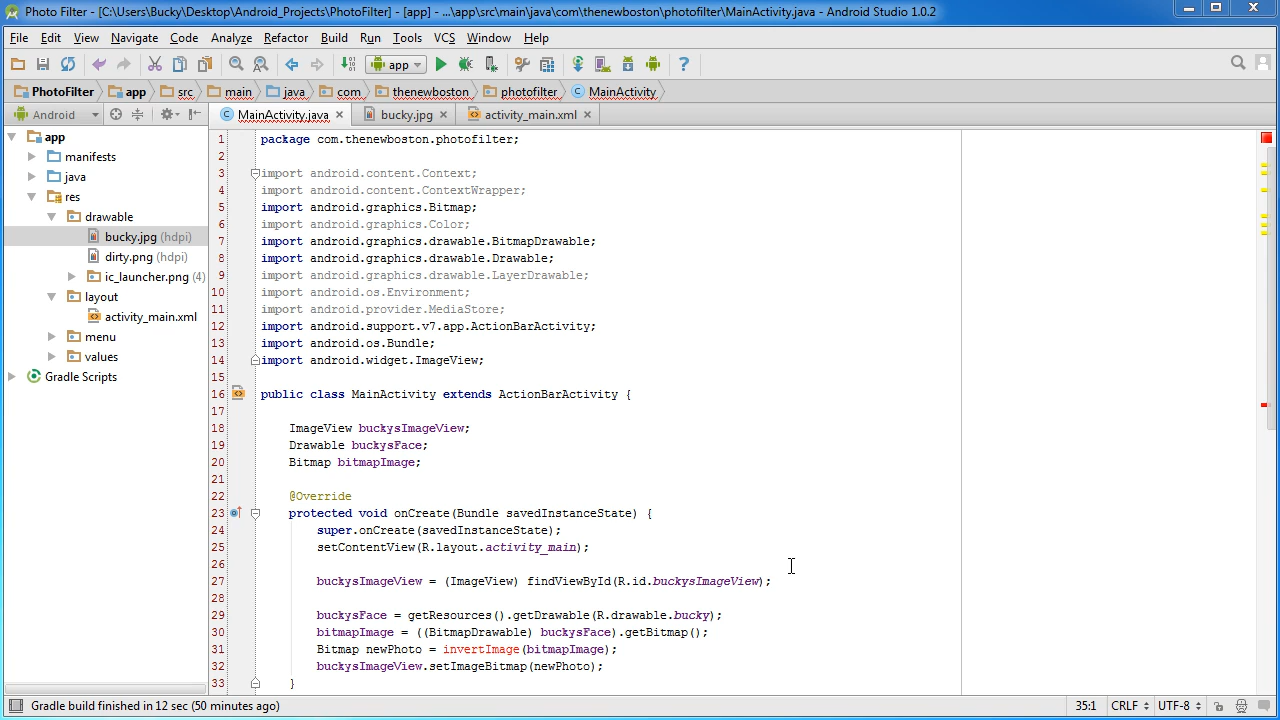 Photo Filter - [C:\Users\Bucky\Desktop\Android_Projects\PhotoFilter] - [app] - ...\app\src\main\java\com\thenewboston\photofilter\MainActivity.java - Android Studio 1.0.2
File Edit View Navigate Code Analyze Refactor Build Run Tools VCS Window Help
app
PhotoFilter app src main java com thenewboston photofilter MainActivity
Android MainActivity.java bucky.jpg activity_main.xml
app
manifests
java
res
drawable
bucky.jpg (hdpi)
dirty.png (hdpi)
ic_launcher.png (4)
layout
activity_main.xml
menu
values
Gradle Scripts
1 package com.thenewboston.photofilter;
2
3 import android.content.Context;
4 import android.content.ContextWrapper;
5 import android.graphics.Bitmap;
6 import android.graphics.Color;
7 import android.graphics.drawable.BitmapDrawable;
8 import android.graphics.drawable.Drawable;
9 import android.graphics.drawable.LayerDrawable;
10 import android.os.Environment;
11 import android.provider.MediaStore;
12 import android.support.v7.app.ActionBarActivity;
13 import android.os.Bundle;
14 import android.widget.ImageView;
15
16 public class MainActivity extends ActionBarActivity {
17
18 ImageView buckysImageView;
19 Drawable buckysFace;
20 Bitmap bitmapImage;
21
22 @Override
23 protected void onCreate(Bundle savedInstanceState) {
24 super.onCreate(savedInstanceState);
25 setContentView(R.layout.activity_main);
26
27 buckysImageView = (ImageView) findViewById(R.id.buckysImageView);
28
29 buckysFace = getResources().getDrawable(R.drawable.bucky);
30 bitmapImage = ((BitmapDrawable) buckysFace).getBitmap();
31 Bitmap newPhoto = invertImage(bitmapImage);
32 buckysImageView.setImageBitmap(newPhoto);
33 }
Gradle build finished in 12 sec (50 minutes ago) 35:1 CRLF UTF-8